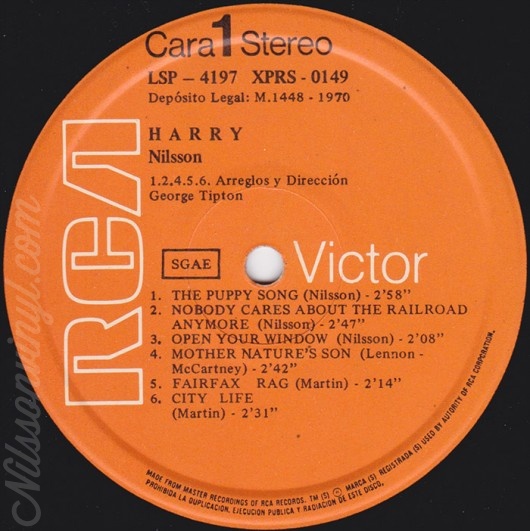 Cara 1 Stereo
LSP - 4197 XPRS - 0149
Depósito Legal: M.1448 - 1970
HARRY
Nilsson
1.2.4.5.6. Arreglos y Dirección
George Tipton
RCA
SGAE
Victor
1. THE PUPPY SONG (Nilsson) - 2'58"
2. NOBODY CARES ABOUT THE RAILROAD
ANYMORE (Nilsson) - 2'47"
3. OPEN YOUR WINDOW (Nilsson) - 2'08"
4. MOTHER NATURE'S SON (Lennon -
McCartney) - 2'42"
5. FAIRFAX RAG (Martin) - 2'14"
6. CITY LIFE
(Martin) - 2'31"
MADE FROM MASTER RECORDINGS OF RCA RECORDS. TM (S) ® MARCA (S) REGISTRADA (S) USED BY AUTHORITY OF RCA CORPORATION.
PROHIBIDA LA DUPLICACION, EJECUCION PUBLICA Y RADIACION DE ESTE DISCO.
Nilssonvinyl.com